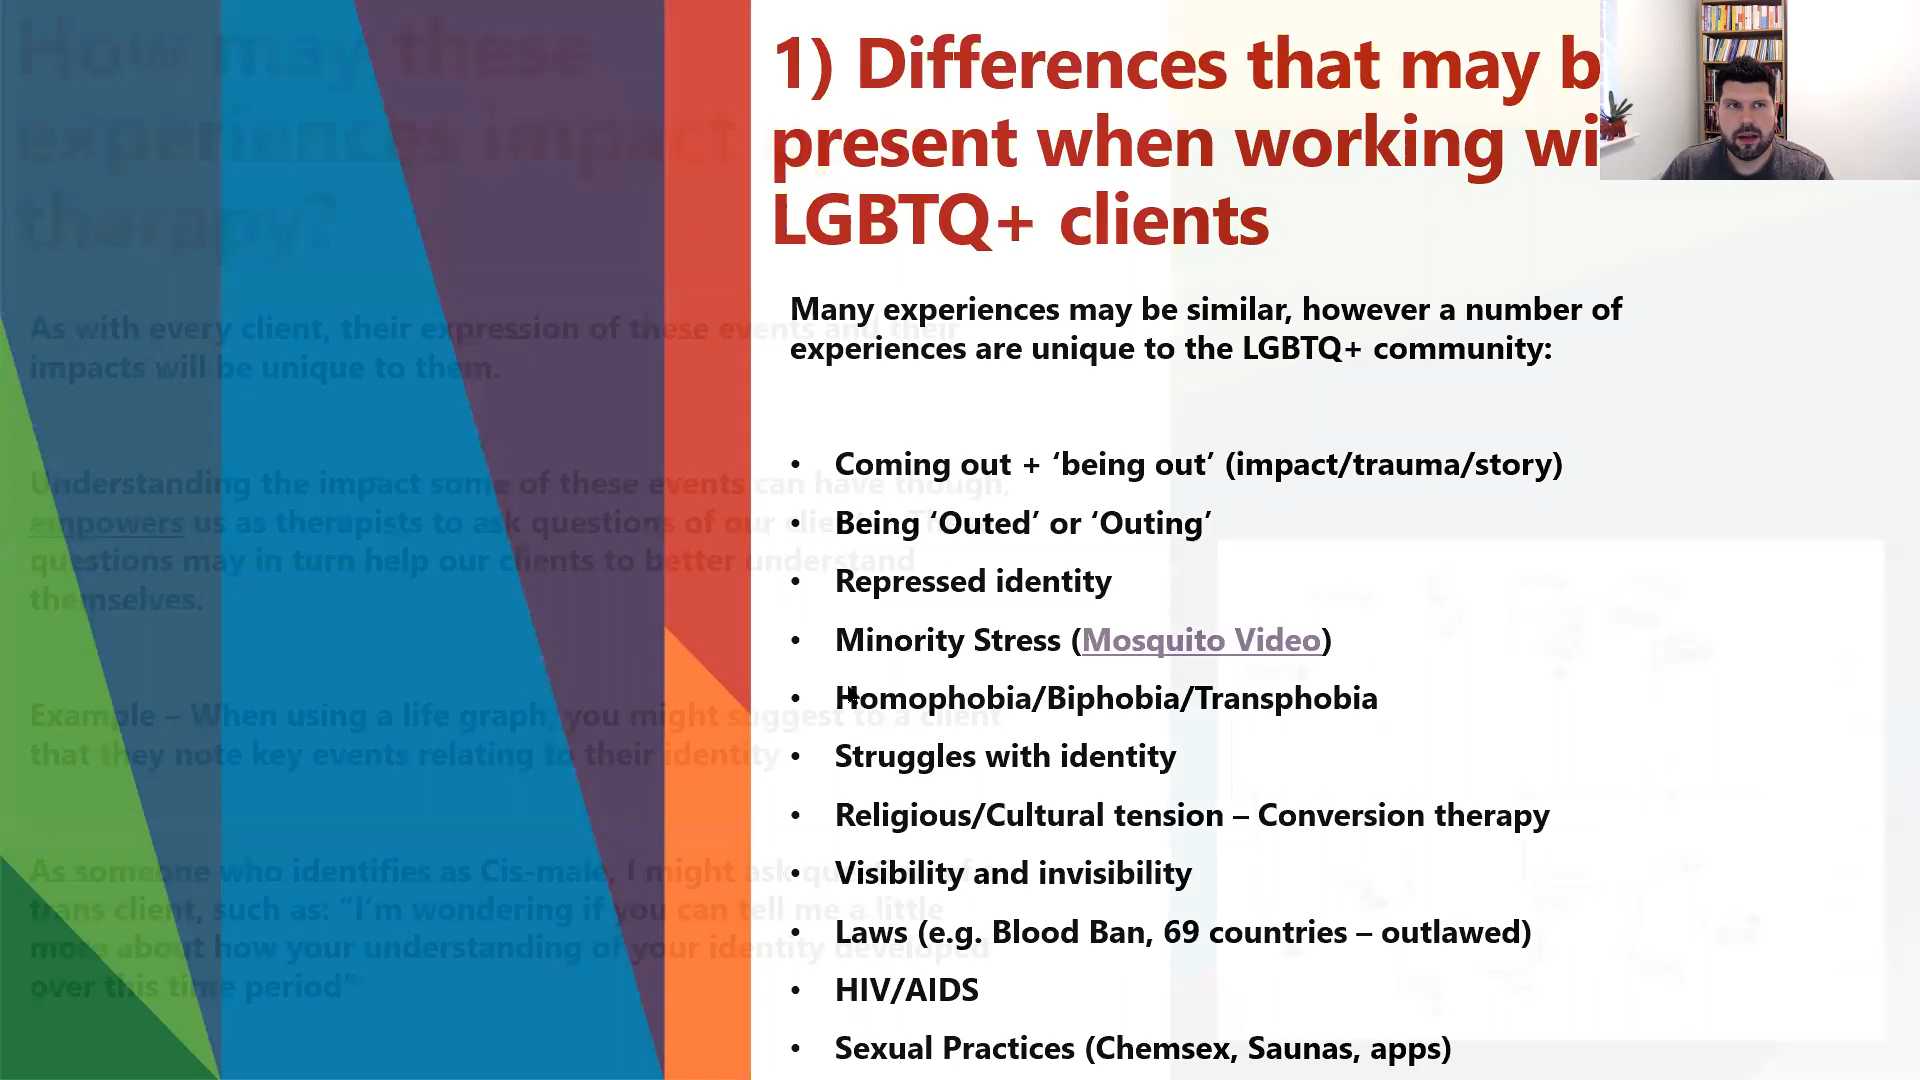 1) Differences that may b
present when working wi
LGBTQ+ clients
Many experiences may be similar, however a number of
experiences are unique to the LGBTQ+ community:
• Coming out + ‘being out’ (impact/trauma/story)
• Being ‘Outed’ or ‘Outing’
• Repressed identity
• Minority Stress (Mosquito Video)
• Homophobia/Biphobia/Transphobia
• Struggles with identity
• Religious/Cultural tension – Conversion therapy
• Visibility and invisibility
• Laws (e.g. Blood Ban, 69 countries – outlawed)
• HIV/AIDS
• Sexual Practices (Chemsex, Saunas, apps)
How may these
experiences impact
therapy?
As with every client, their expression of these events and their
impacts will be unique to them.
Understanding the impact some of these events can have though,
empowers us as therapists to ask questions of our
questions may in turn help our clients to better understand
themselves.
Example – When using a life graph, you might suggest to a client
that they note key events relating to their identity
As someone who identifies as Cis-male, I might ask
trans client, such as: “I’m wondering if you can tell me a little
more about how your understanding of your identity developed
over this time period”